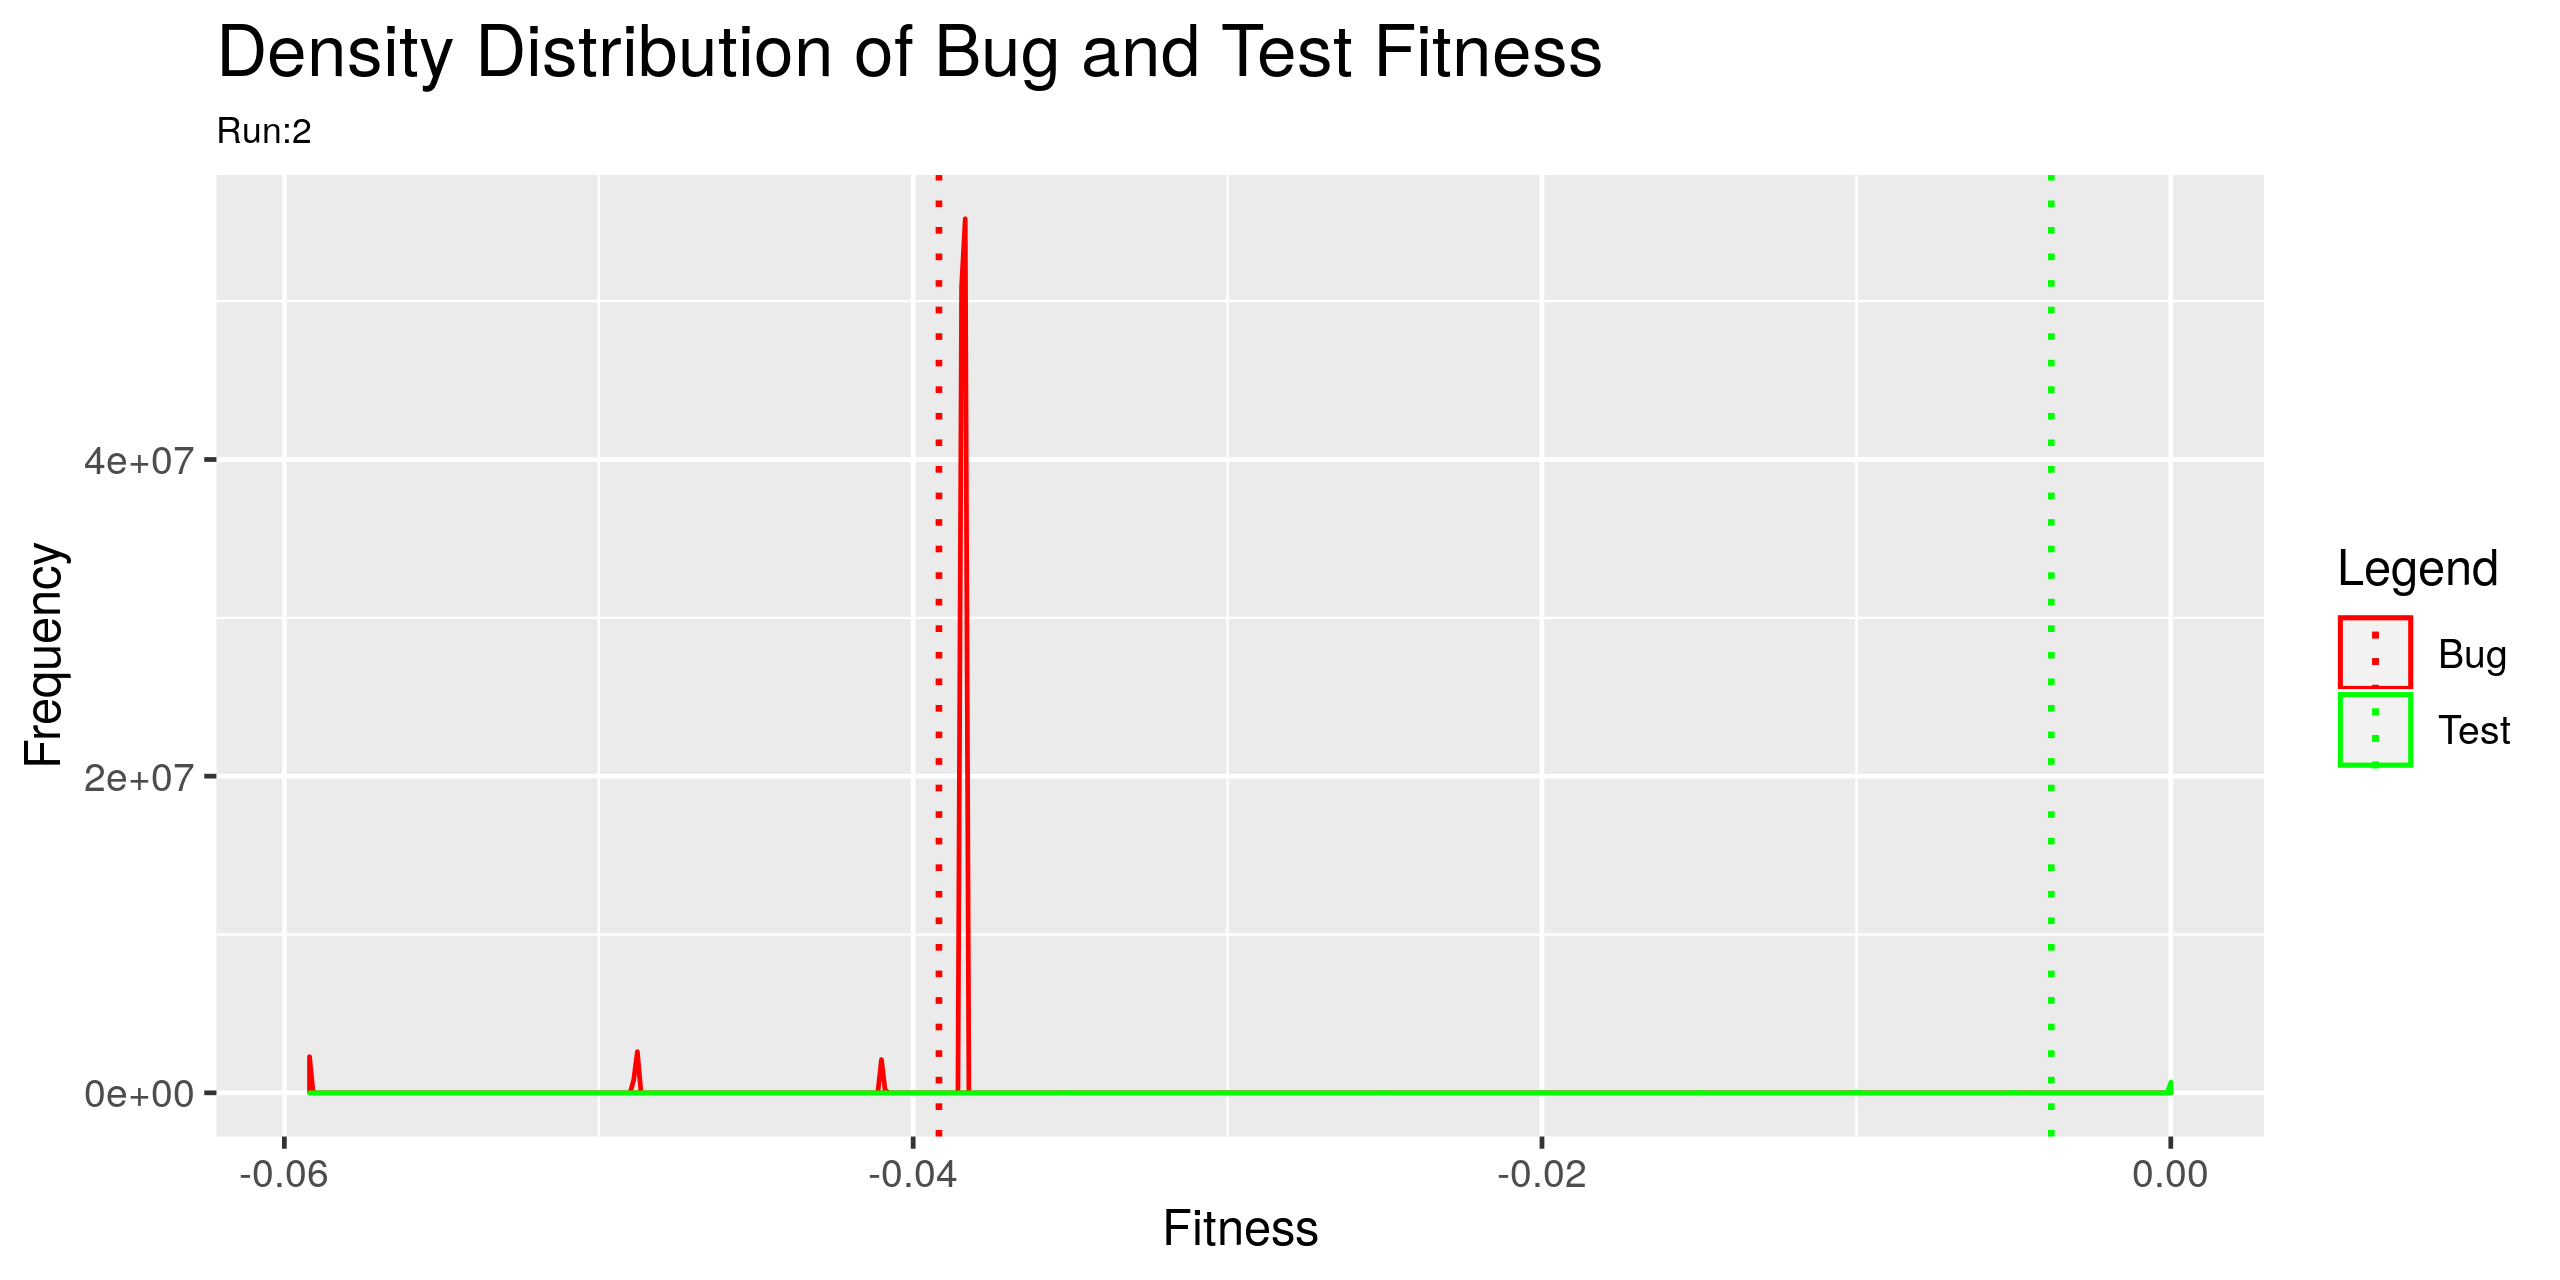 Density Distribution of Bug and Test Fitness
Run:2
Frequency
4e+07
2e+07
0e+00
-0.06
-0.04
-0.02
0.00
Fitness
Legend
Bug
Test